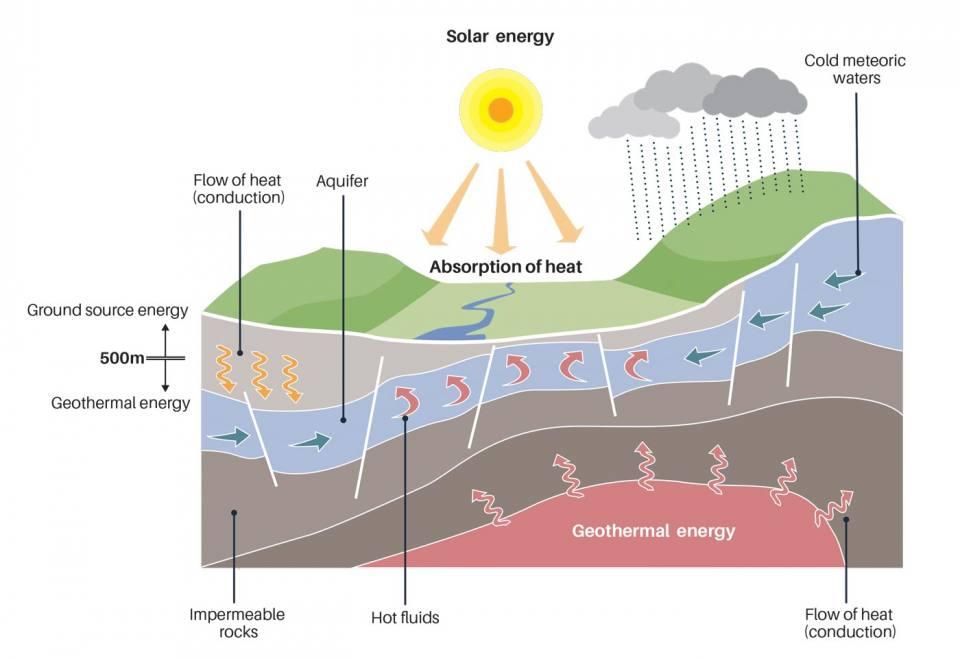 Solar energy
Cold meteoric
waters
Flow of heat
(conduction)
Aquifer
Absorption of heat
Ground source energy
500m
Geothermal energy
Geothermal energy
Impermeable
rocks
Hot fluids
Flow of heat
(conduction)